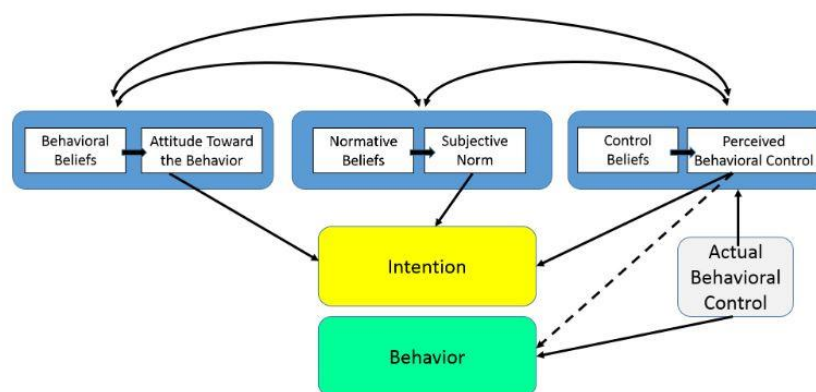 Behavioral
Beliefs
Attitude Toward
the Behavior
Normative
Beliefs
Subjective
Norm
Control
Beliefs
Perceived
Behavioral Control
Intention
Actual
Behavioral
Control
Behavior